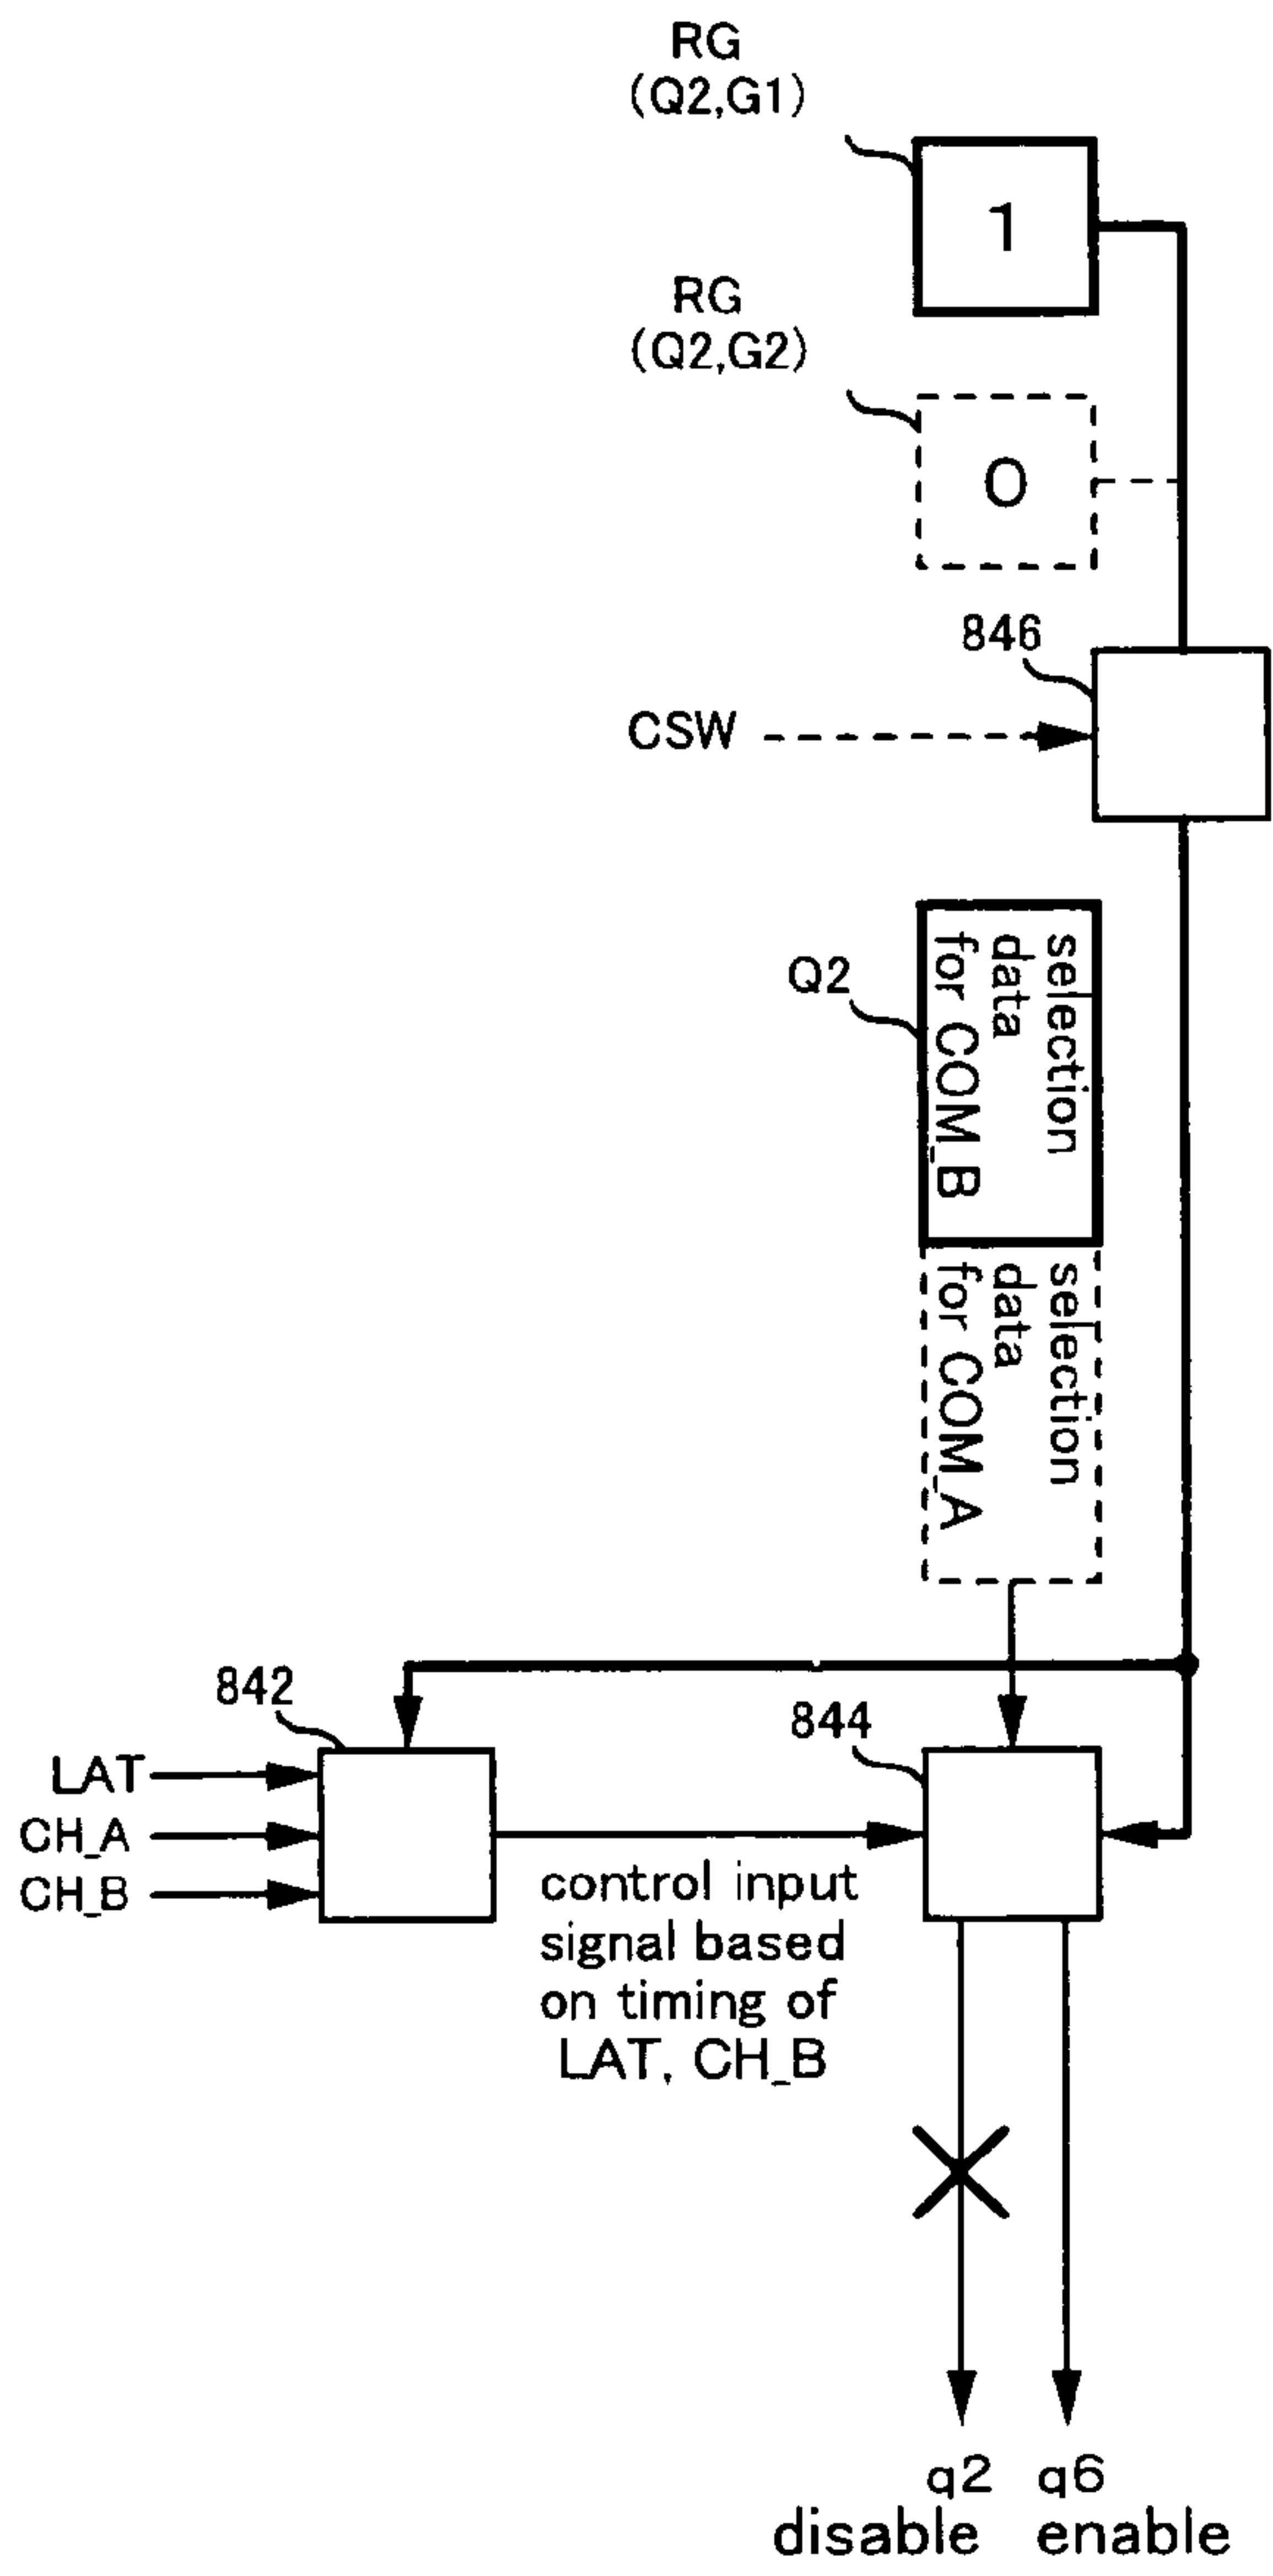 RG
(Q2,G1)
1
RG
(Q2,G2)
0
846
CSW
Q2
selection
data
for COM_B
selection
data
for COM_A
842
844
LAT
CH_A
CH_B
control input
signal based
on timing of
LAT, CH_B
q2 q6
disable enable